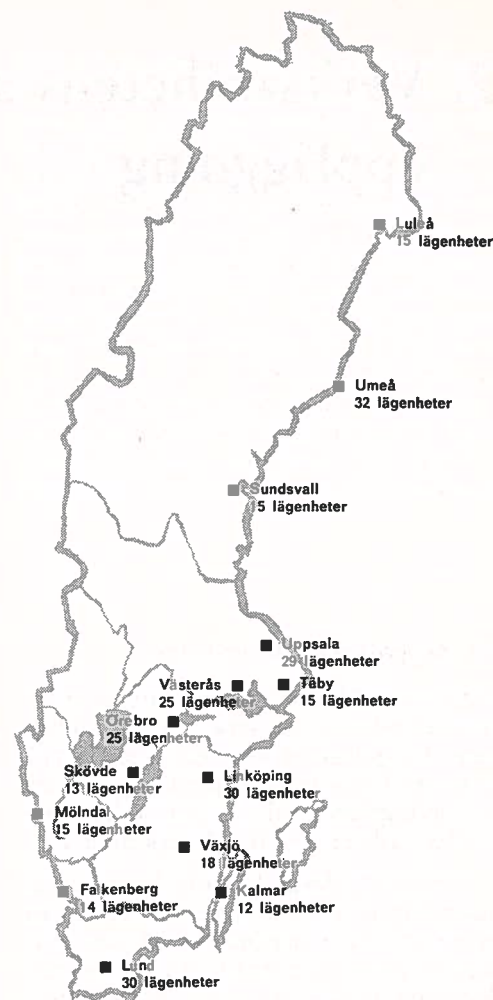 Luleå
15 lägenheter
Umeå
32 lägenheter
Sundsvall
15 lägenheter
Uppsala
29 lägenheter
Västerås
25 lägenheter
Täby
15 lägenheter
Örebro
25 lägenheter
Skövde
13 lägenheter
Linköping
30 lägenheter
Mölndal
15 lägenheter
Växjö
18 lägenheter
Falkenberg
14 lägenheter
Kalmar
12 lägenheter
Lund
30 lägenheter